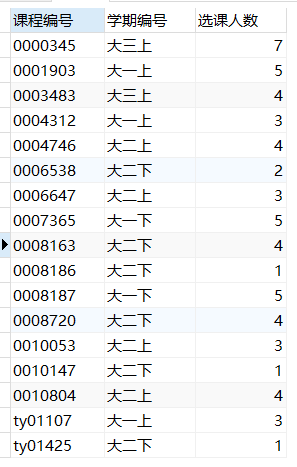 课程编号 学期编号 选课人数
0000345 大三上 7
0001903 大一上 5
0003483 大三上 4
0004312 大一上 3
0004746 大二上 4
0006538 大二下 2
0006647 大二上 3
0007365 大一下 5
0008163 大二下 4
0008186 大二下 1
0008187 大一下 5
0008720 大二下 4
0010053 大二上 3
0010147 大二下 1
0010804 大二上 4
ty01107 大一上 3
ty01425 大二下 1